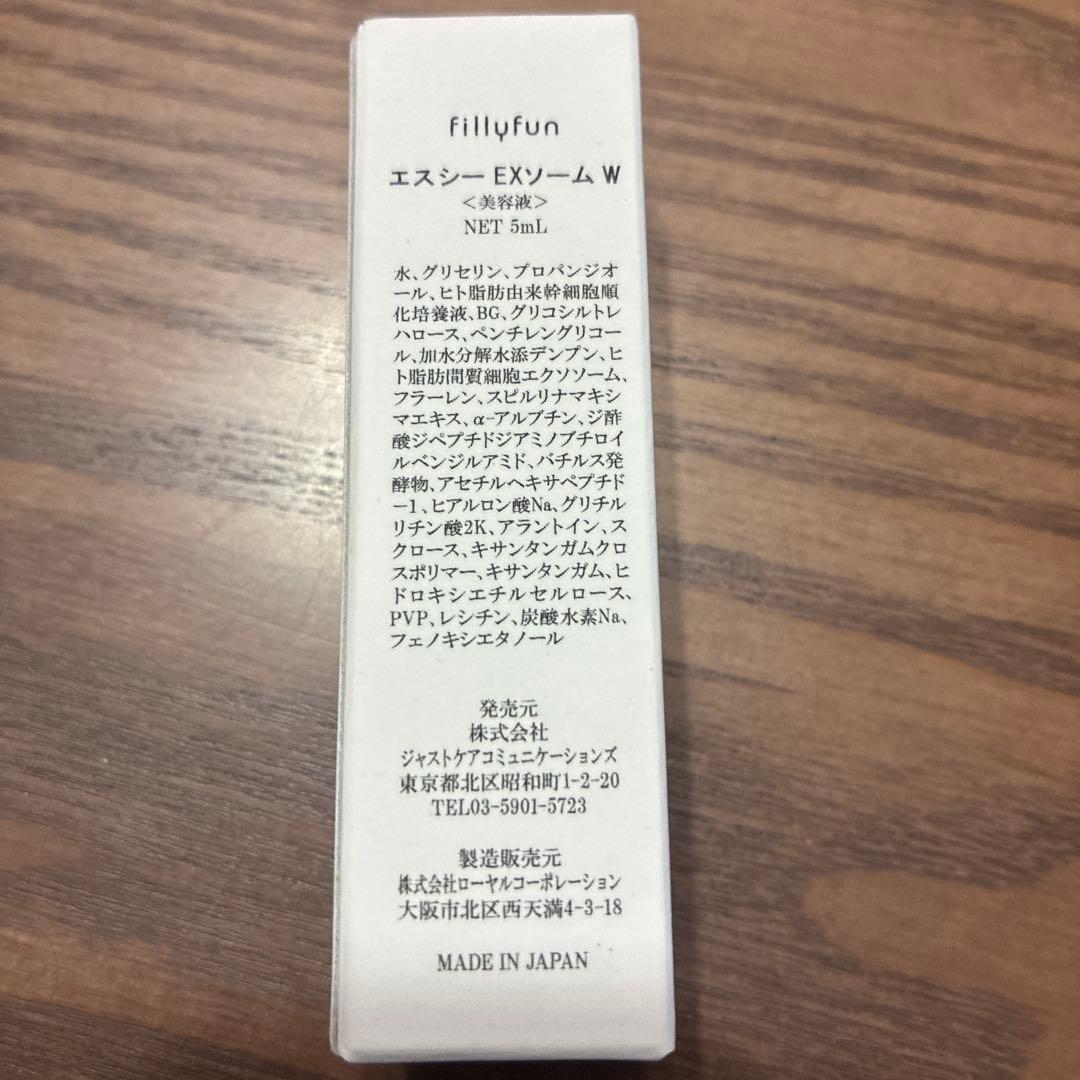 fillyfun
エスシー EXソーム W
＜美容液＞
NET 5mL
水、グリセリン、プロパンジオ
ール、ヒト脂肪由来幹細胞順
化培養液、BG、グリコシルトレ
ハロース、ペンチレングリコー
ル、加水分解水添デンプン、ヒ
ト脂肪間質細胞エクソソーム、
フラーレン、スピルリナマキシ
マエキス、α-アルブチン、ジ酢
酸ジペプチドジアミノブチロイ
ルベンジルアミド、バチルス発
酵物、アセチルヘキサペプチド
-1、ヒアルロン酸Na、グリチル
リチン酸2K、アラントイン、ス
クロース、キサンタンガムクロ
スポリマー、キサンタンガム、ヒ
ドロキシエチルセルロース、
PVP、レシチン、炭酸水素Na、
フェノキシエタノール
発売元
株式会社
ジャストケアコミュニケーションズ
東京都北区昭和町1-2-20
TEL03-5901-5723
製造販売元
株式会社ローヤルコーポレーション
大阪市北区西天満4-3-18
MADE IN JAPAN